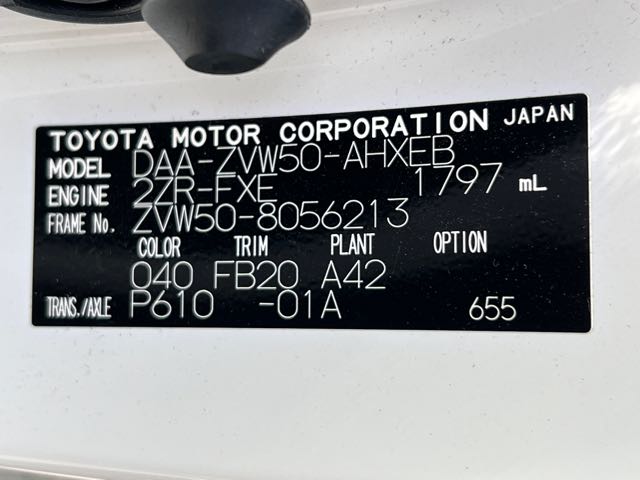 TOYOTA MOTOR CORPORATION JAPAN
MODEL DAA-ZVW50-AHXEB
ENGINE 2ZR-FXE 1797 mL
FRAME No. ZVW50-8056213
COLOR TRIM PLANT OPTION
040 FB20 A42
TRANS./AXLE P610 -01A 655